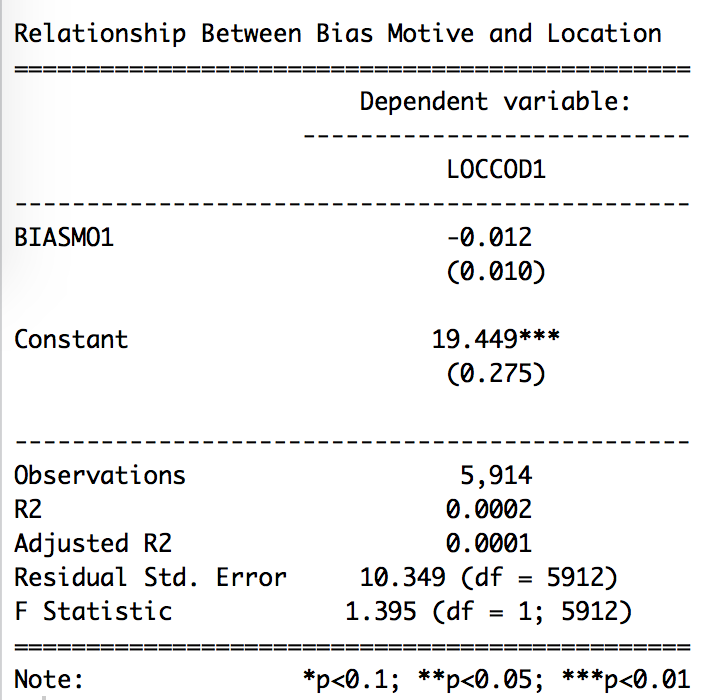 Relationship Between Bias Motive and Location
===============================================
Dependent variable:
---------------------------
LOCCOD1
-----------------------------------------------
BIASMO1 -0.012
(0.010)
Constant 19.449***
(0.275)
-----------------------------------------------
Observations 5,914
R2 0.0002
Adjusted R2 0.0001
Residual Std. Error 10.349 (df = 5912)
F Statistic 1.395 (df = 1; 5912)
===============================================
Note: *p<0.1; **p<0.05; ***p<0.01